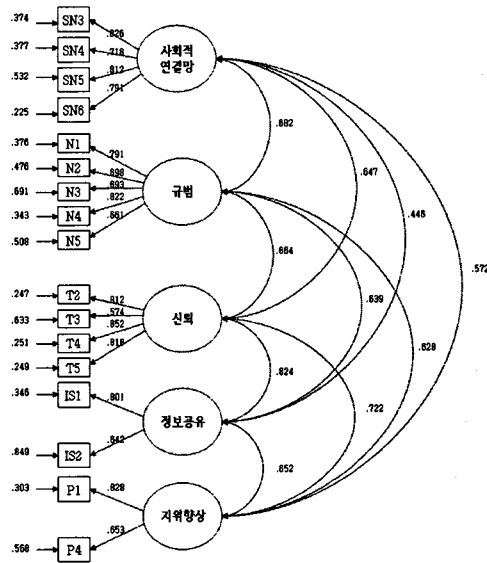 .374 SN3 .826
.377 SN4 .718
.532 SN5 .812
.225 SN6 .791
사회적
연결망
.682
.376 N1 .791
.476 N2 .698
.691 N3 .693
.343 N4 .822
.508 N5 .661
규범
.647
.446
.572
.664
.639
.628
.247 T2 .812
.633 T3 .574
.251 T4 .852
.249 T5 .818
신뢰
.824
.722
.346 IS1 .801
.849 IS2 .642
정보공유
.652
.303 P1 .828
.568 P4 .653
지위향상